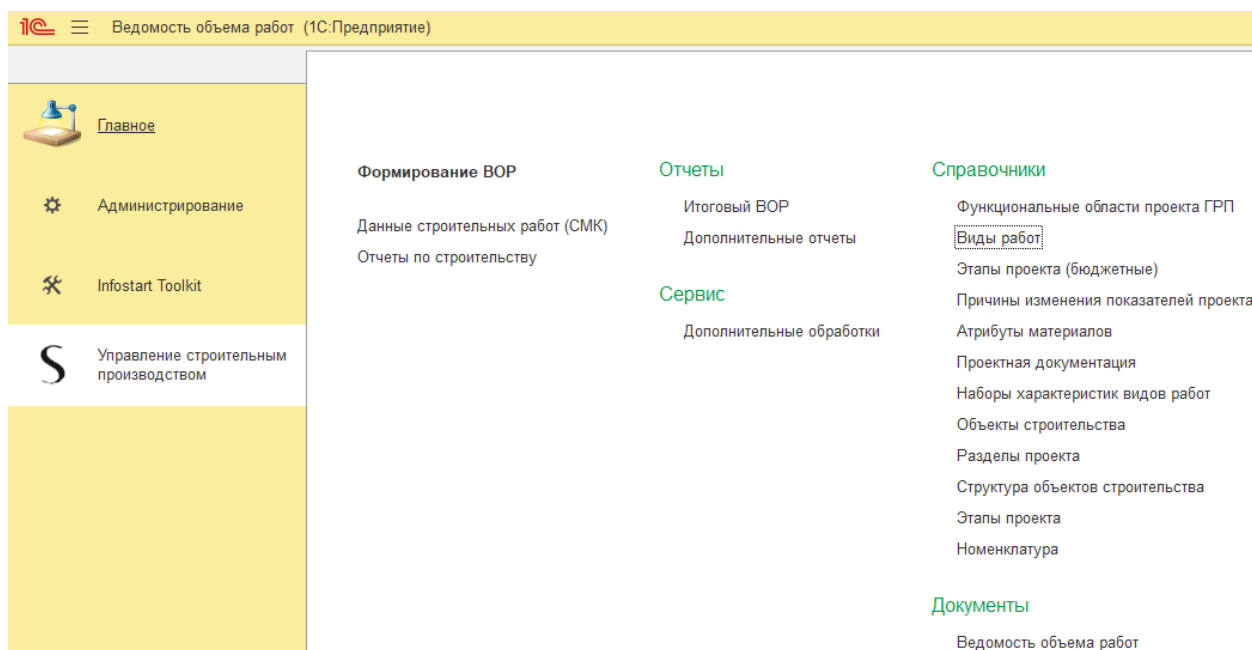 1С Ведомость объема работ (1С:Предприятие)
Главное
Администрирование
Infostart Toolkit
S Управление строительным
производством
Формирование ВОР
Данные строительных работ (СМК)
Отчеты по строительству
Отчеты
Итоговый ВОР
Дополнительные отчеты
Сервис
Дополнительные обработки
Справочники
Функциональные области проекта ГРП
Виды работ
Этапы проекта (бюджетные)
Причины изменения показателей проекта
Атрибуты материалов
Проектная документация
Наборы характеристик видов работ
Объекты строительства
Разделы проекта
Структура объектов строительства
Этапы проекта
Номенклатура
Документы
Ведомость объема работ